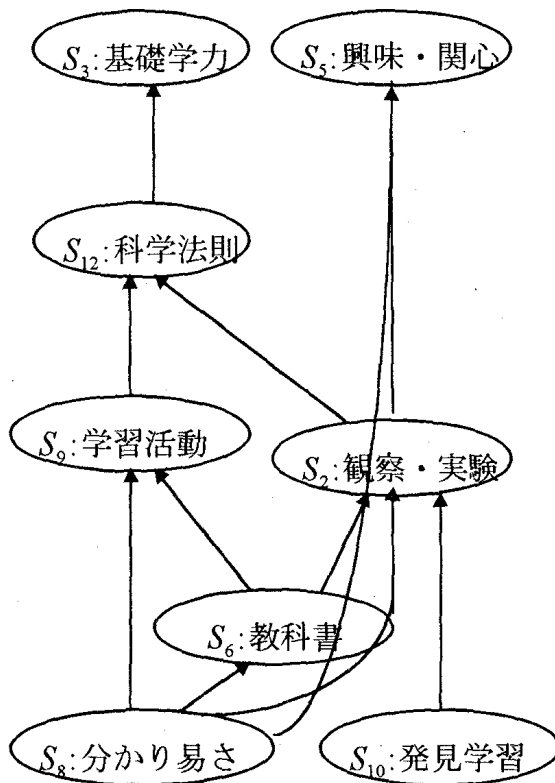 S₃:基礎学力
S₅:興味・関心
S₁₂:科学法則
S₉:学習活動
S₂:観察・実験
S₆:教科書
S₈:分かり易さ
S₁₀:発見学習